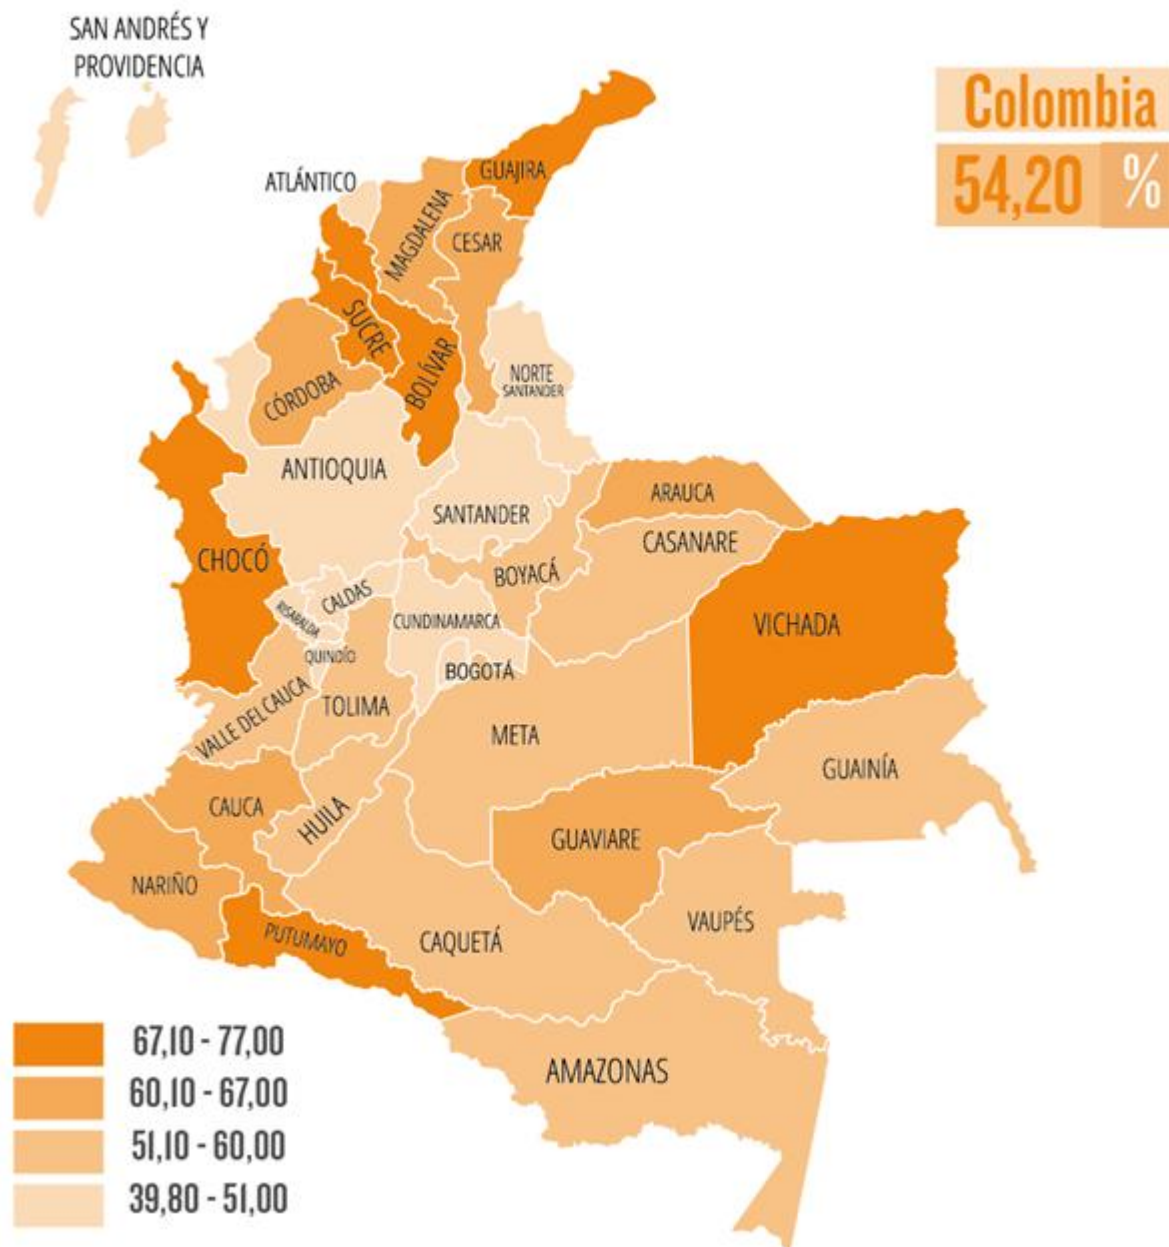 SAN ANDRÉS Y
PROVIDENCIA
Colombia
54,20 %
ATLÁNTICO
GUAJIRA
MAGDALENA
CESAR
SUCRE
BOLÍVAR
CÓRDOBA
NORTE
SANTANDER
ANTIOQUIA
SANTANDER
ARAUCA
CASANARE
CHOCÓ
BOYACÁ
CALDAS
RISARALDA
CUNDINAMARCA
VICHADA
QUINDÍO
BOGOTÁ
VALLE DEL CAUCA
TOLIMA
META
GUAINÍA
CAUCA
HUILA
GUAVIARE
NARIÑO
VAUPÉS
PUTUMAYO
CAQUETÁ
AMAZONAS
67,10 - 77,00
60,10 - 67,00
51,10 - 60,00
39,80 - 51,00